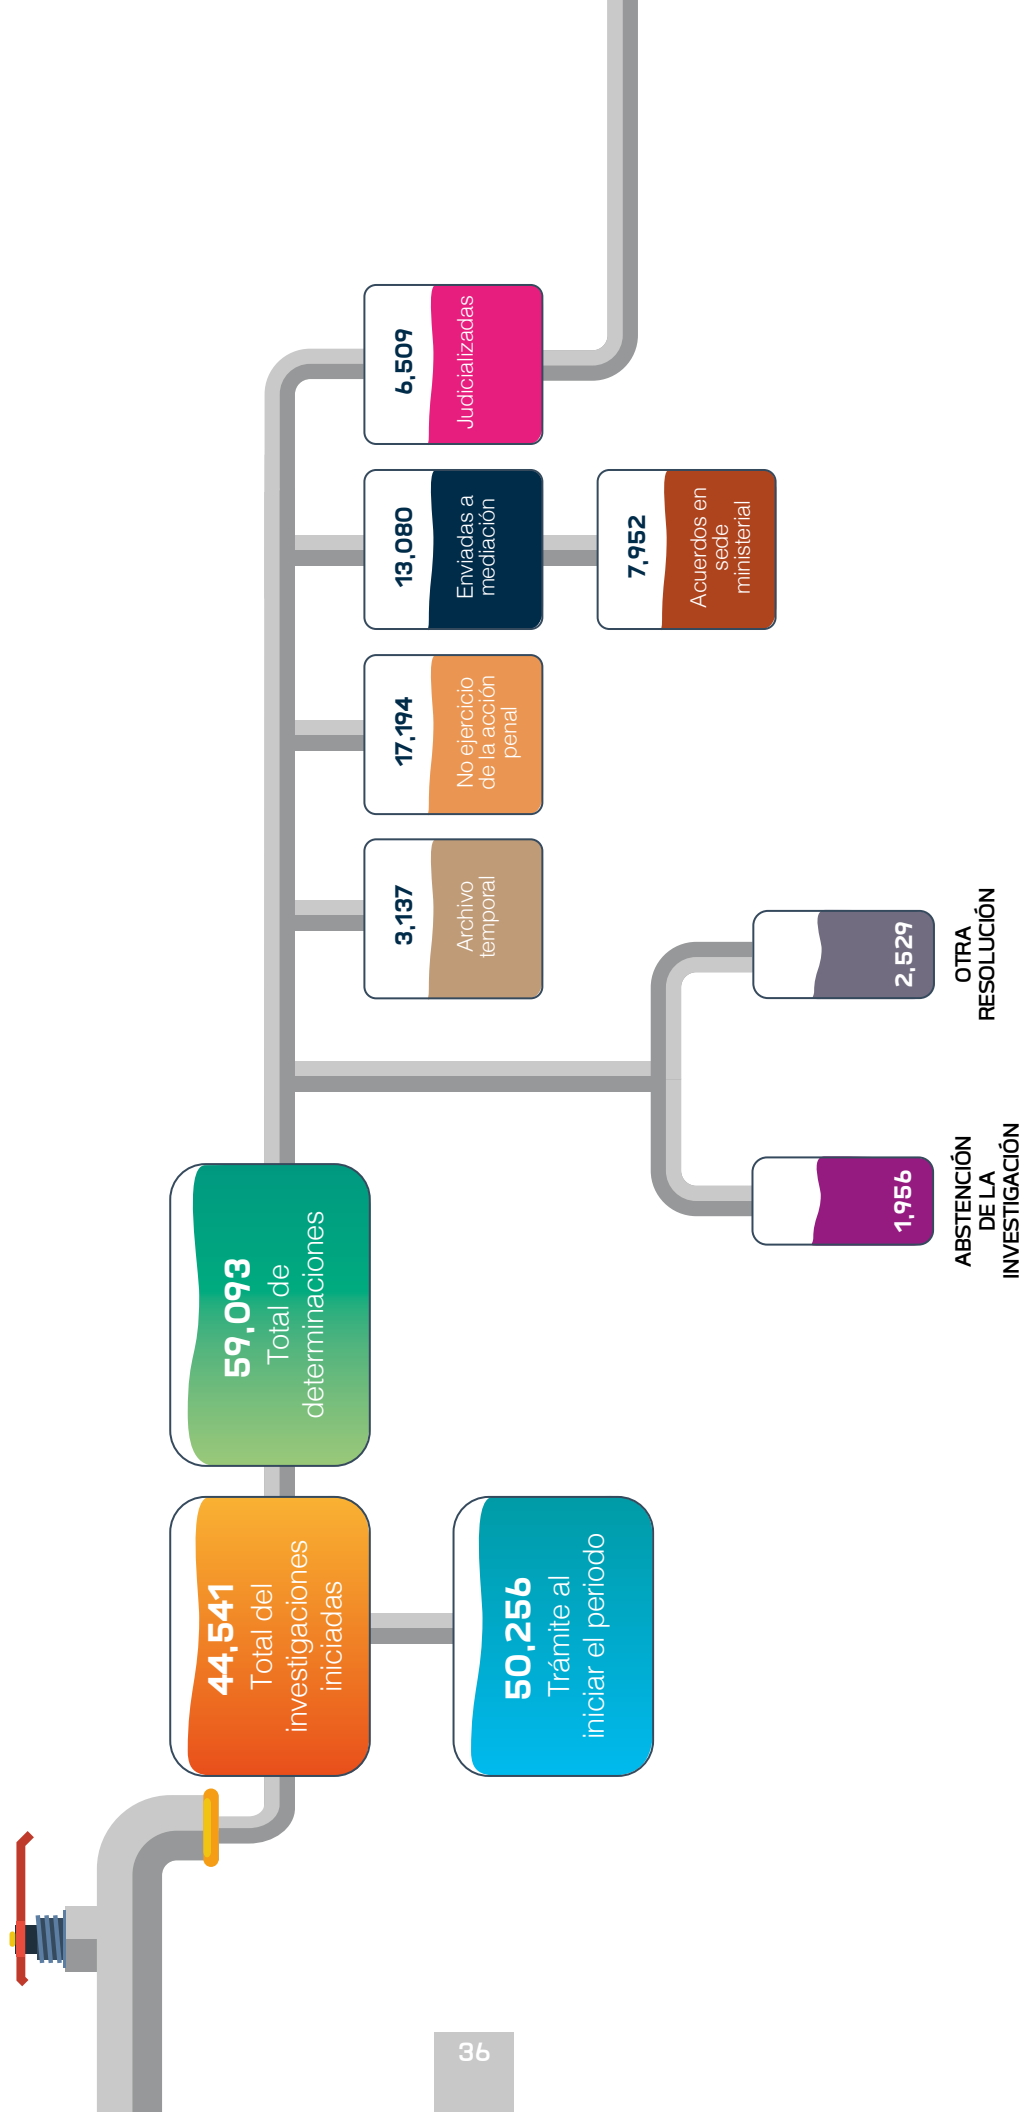 44,541
Total del
investigaciones
iniciadas
50,256
Trámite al
iniciar el periodo
59,093
Total de
determinaciones
3,137
Archivo
temporal
17,194
No ejercicio
de la acción
penal
13,080
Enviadas a
mediación
6,509
Judicializadas
7,952
Acuerdos en
sede
ministerial
1,956
ABSTENCIÓN
DE LA
INVESTIGACIÓN
2,529
OTRA
RESOLUCIÓN
36